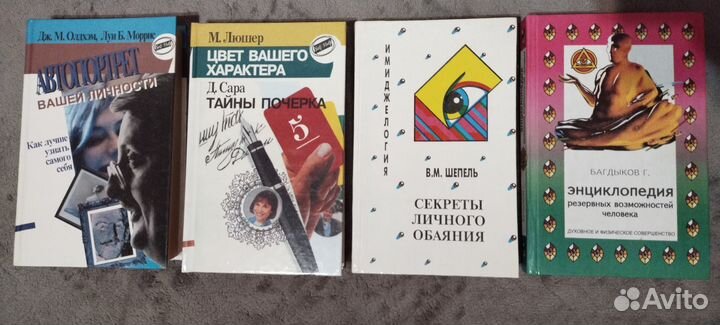 Дж. М. Олдхэм, Луи Б. Моррис
АВТОПОРТРЕТ
ВАШЕЙ ЛИЧНОСТИ
Как лучше
узнать
самого
себя
М. Люшер
ЦВЕТ ВАШЕГО
ХАРАКТЕРА
Д. Сара
ТАЙНЫ ПОЧЕРКА
5
ИМИДЖЕЛОГИЯ
В.М. ШЕПЕЛЬ
СЕКРЕТЫ
ЛИЧНОГО
ОБАЯНИЯ
БАГДЫКОВ Г.
ЭНЦИКЛОПЕДИЯ
резервных возможностей
человека
ДУХОВНОЕ И ФИЗИЧЕСКОЕ СОВЕРШЕНСТВО
Avito